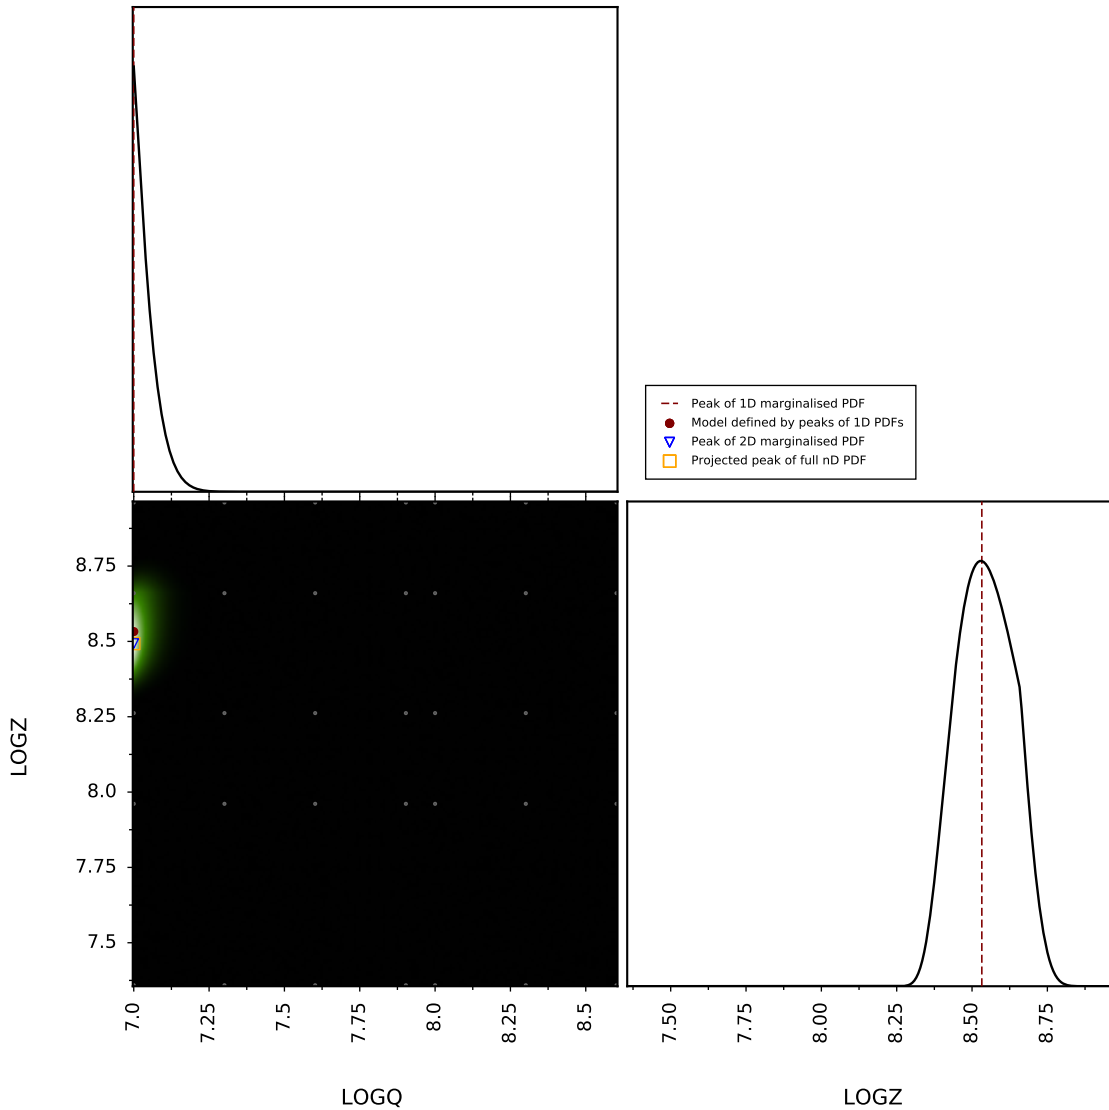 Peak of 1D marginalised PDF
Model defined by peaks of 1D PDFs
Peak of 2D marginalised PDF
Projected peak of full nD PDF
8.75
8.5
8.25
8.0
7.75
7.5
LOGZ
7.0 7.25 7.5 7.75 8.0 8.25 8.5
7.50 7.75 8.00 8.25 8.50 8.75
LOGQ
LOGZ